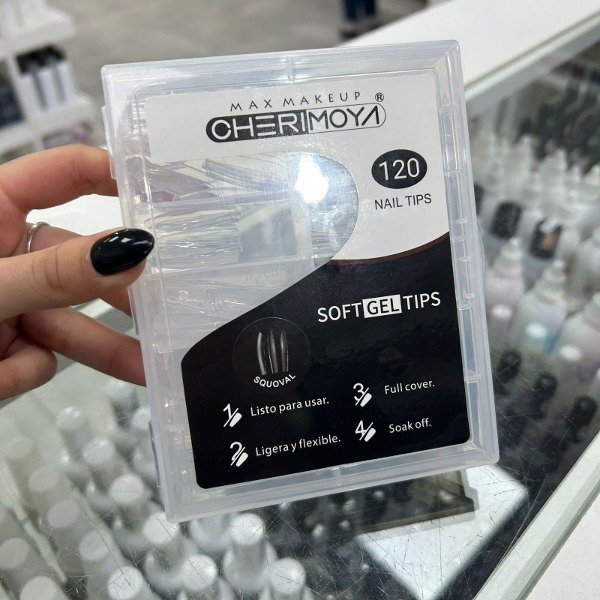 MAX MAKEUP
CHERIMOYA®
120
NAIL TIPS
SOFT GEL TIPS
SQUOVAL
1 Listo para usar.
2 Ligera y flexible.
3 Full cover.
4 Soak off.